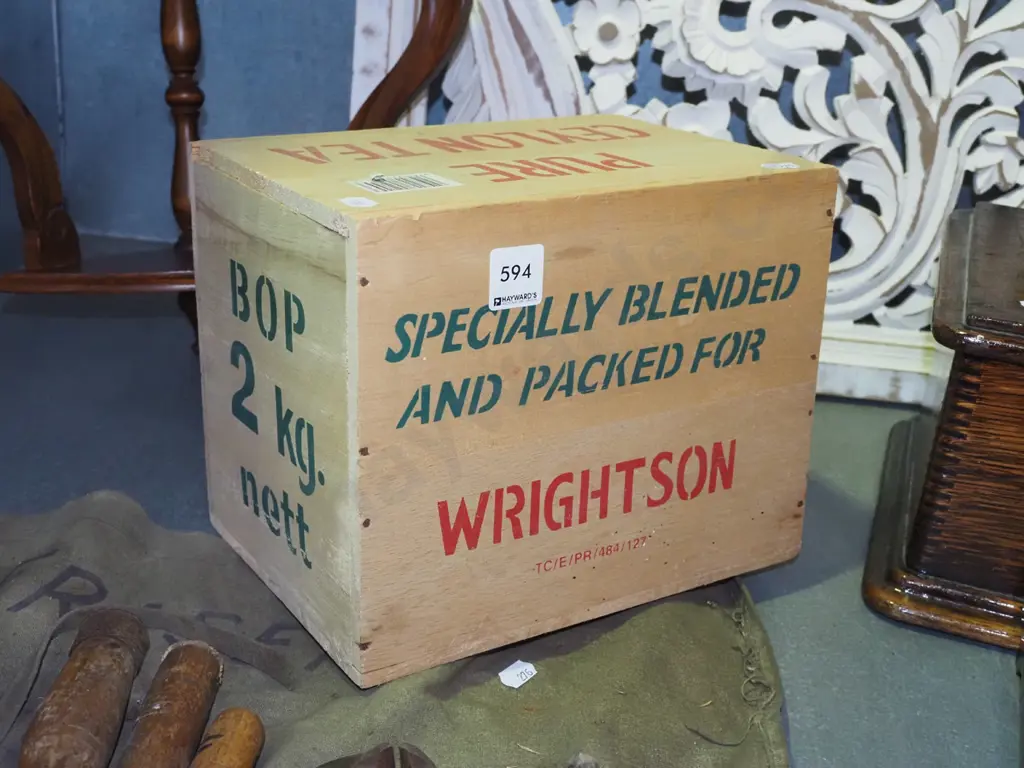 PURE
CEYLON TEA
594
HAYWARD'S
SPECIALLY BLENDED
AND PACKED FOR
WRIGHTSON
TC/E/PR/484/127
BOP
2 kg.
nett